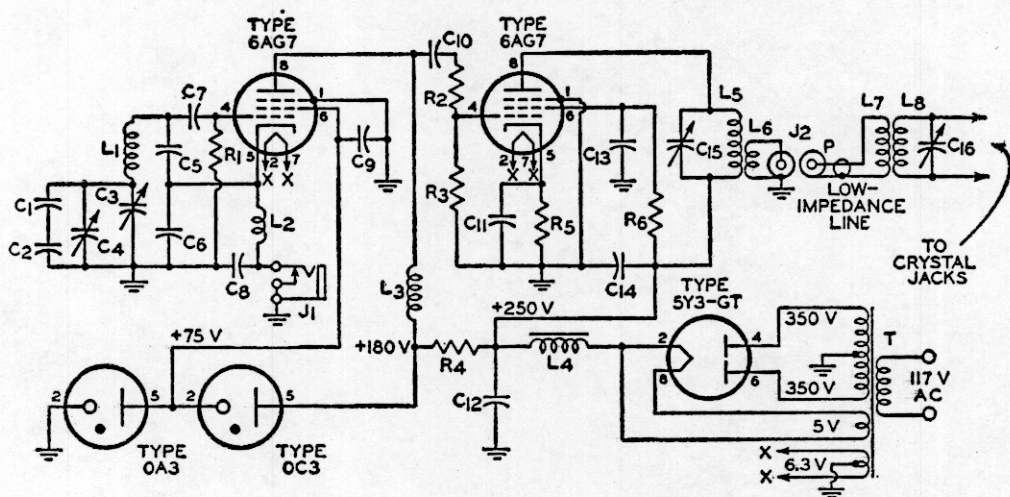 TYPE
6AG7
8
C10
TYPE
6AG7
8
R2
C7
4
1
6
4
1
6
L5
L6
J2
P
L7
L8
L1
C5
R1
5
2
7
X
X
C9
2
7
5
X
X
C13
C15
C16
LOW-
IMPEDANCE
LINE
C1
C3
R3
C11
R5
R6
L2
C2
C4
C6
C8
J1
L3
C14
TO
CRYSTAL
JACKS
TYPE
5Y3-GT
+75 V
+250 V
+180 V
R4
L4
2
4
8
6
350 V
350 V
T
117 V
AC
2
5
2
5
C12
5 V
TYPE
0A3
TYPE
0C3
X
X
6.3 V